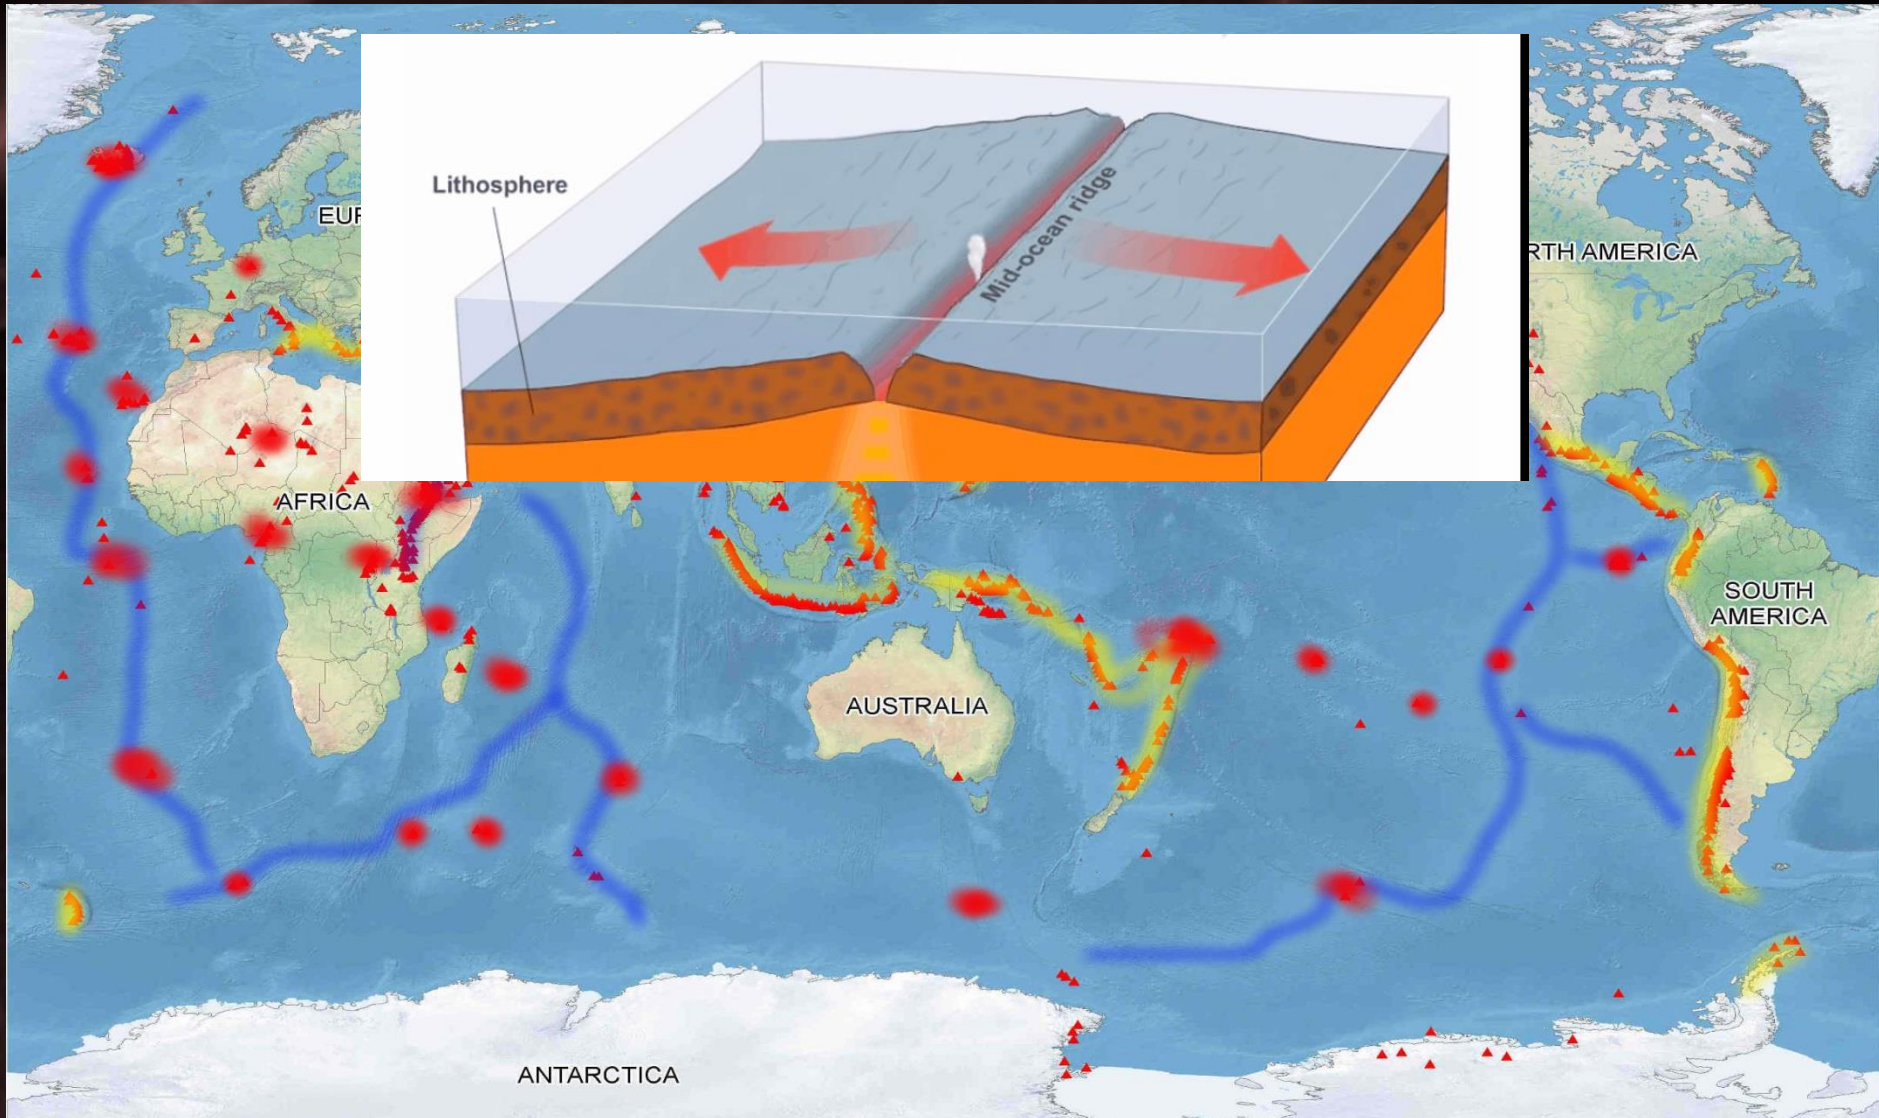 Lithosphere
Mid-ocean ridge
EUR
RTH AMERICA
AFRICA
SOUTH
AMERICA
AUSTRALIA
ANTARCTICA